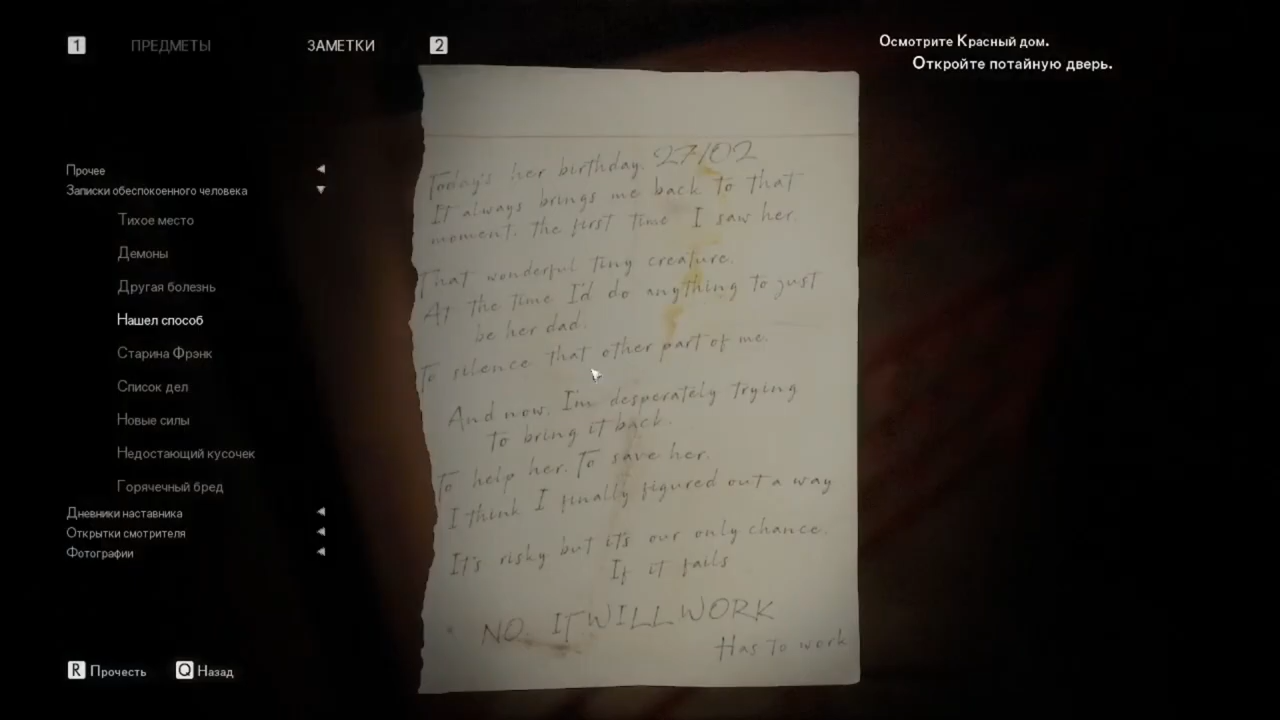 1 ПРЕДМЕТЫ ЗАМЕТКИ 2
Осмотрите Красный дом.
Откройте потайную дверь.
Прочее
Записки обеспокоенного человека
Тихое место
Демоны
Другая болезнь
Нашел способ
Старина Фрэнк
Список дел
Новые силы
Недостающий кусочек
Горячечный бред
Дневники наставника
Открытки смотрителя
Фотографии
Today's her birthday. 27/02
It always brings me back to that
moment. The first time I saw her.
That wonderful tiny creature.
At the time I'd do anything to just
be her dad.
To silence that other part of me.
And now. I'm desperately trying
to bring it back.
To help her. To save her.
I think I finally figured out a way
It's risky but it's our only chance.
If it fails
NO. IT WILL WORK
Has to work
R Прочесть Q Назад